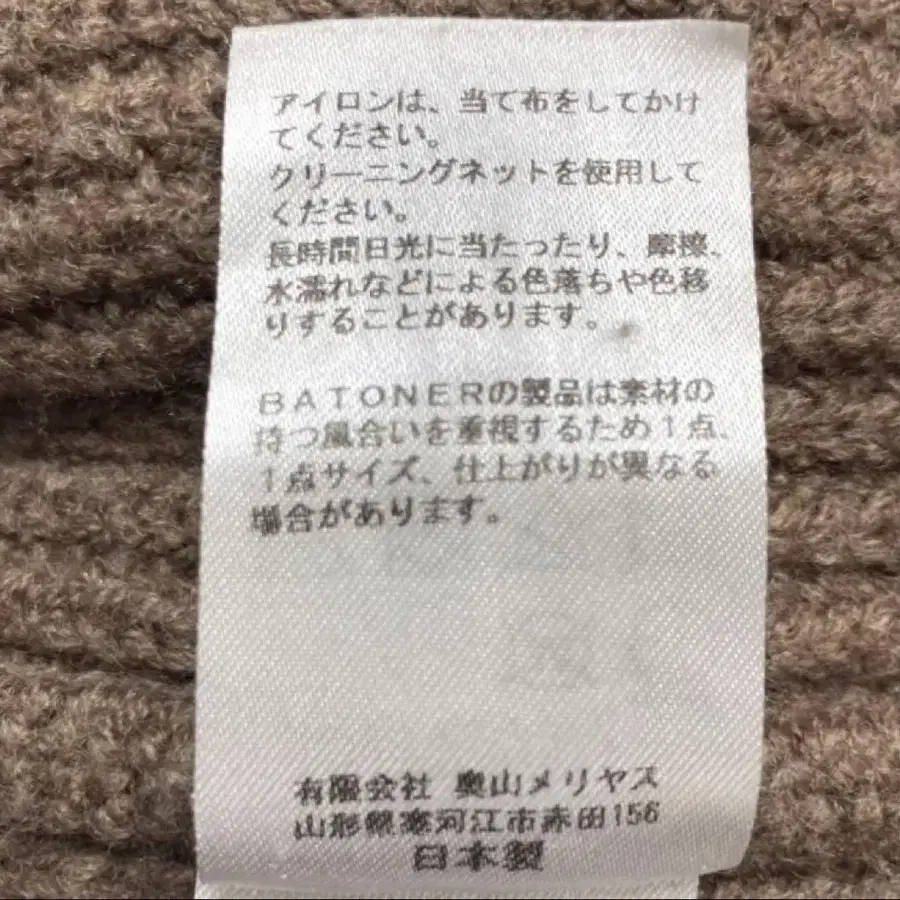 アイロンは、当て布をしてかけ
てください。
クリーニングネットを使用して
ください。
長時間日光に当たったり、摩擦、
水濡れなどによる色落ちや色移
りすることがあります。
BATONERの製品は素材の
持つ風合いを重視するため1点、
1点サイズ、仕上がりが異なる
場合があります。
有限会社 奥山メリヤス
山形県寒河江市赤田156
日本製